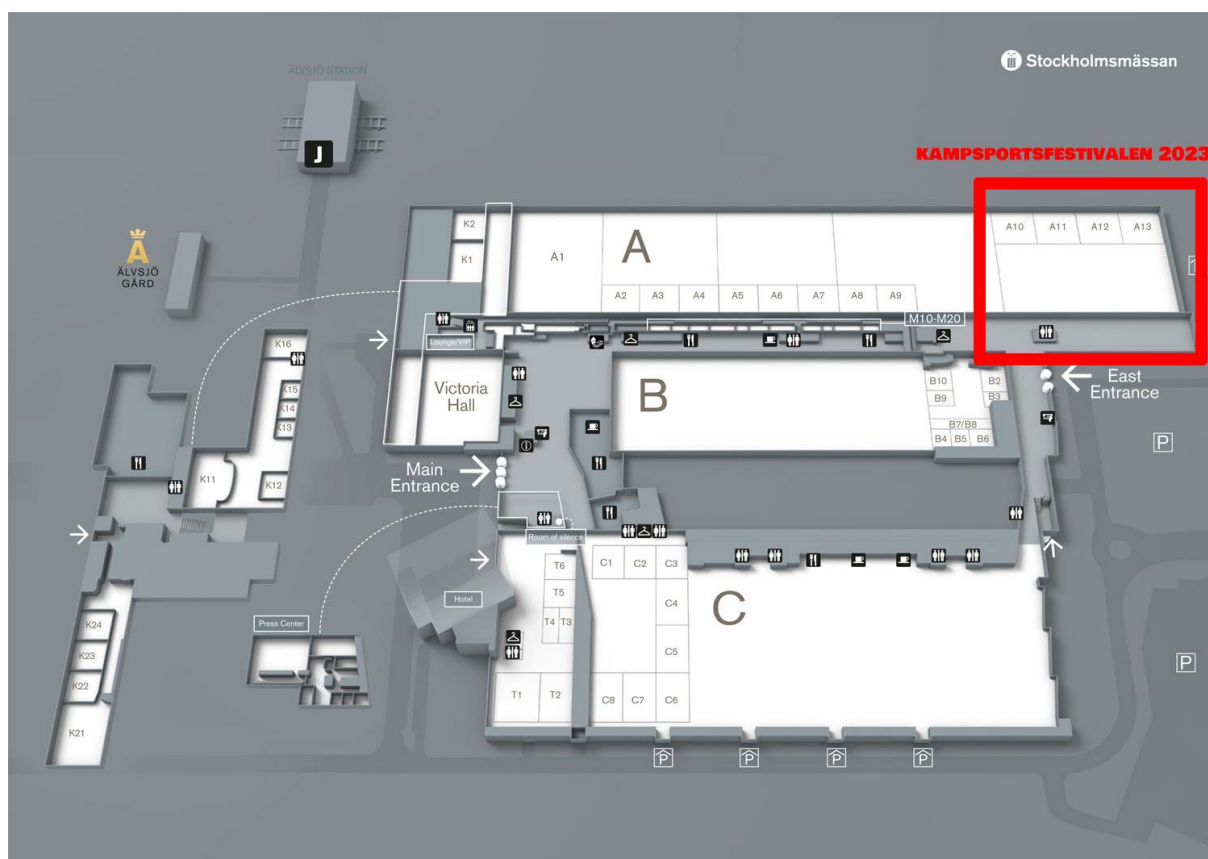 ÄLVSJÖ STATION
Stockholmsmässan
J
KAMPSPORTSFESTIVALEN 2023
Ä
ÄLVSJÖ
GÅRD
K2
K1
A1
A
A10
A11
A12
A13
A2
A3
A4
A5
A6
A7
A8
A9
M10-M20
Lounge/VIP
K16
K15
K14
K13
K11
K12
Victoria
Hall
B
B10
B9
B2
B3
B7/B8
B4
B5
B6
East
Entrance
P
Main
Entrance
Room of silence
Hotel
Press Center
T6
T5
T4
T3
T1
T2
C1
C2
C3
C4
C5
C6
C7
C8
C
K24
K23
K22
K21
P
P
P
P
P